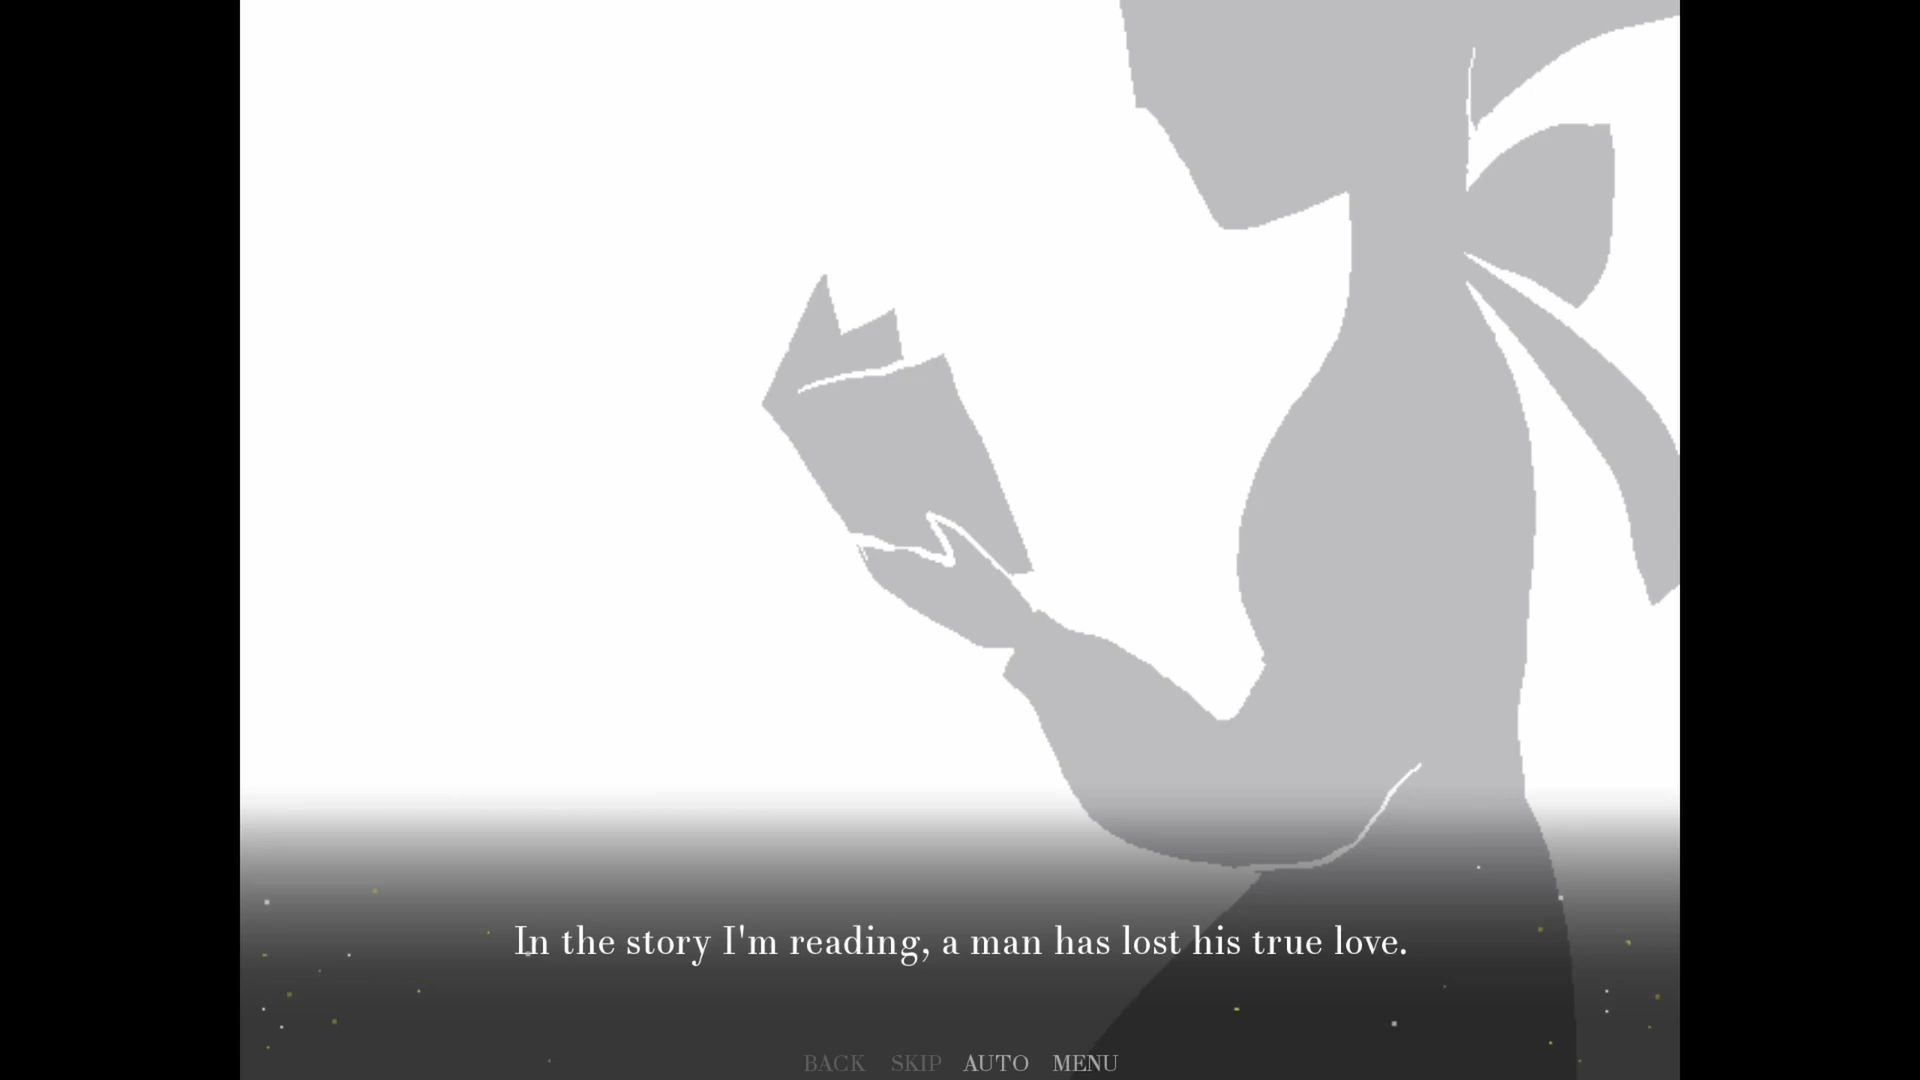 In the story I'm reading, a man has lost his true love.
BACK SKIP AUTO MENU